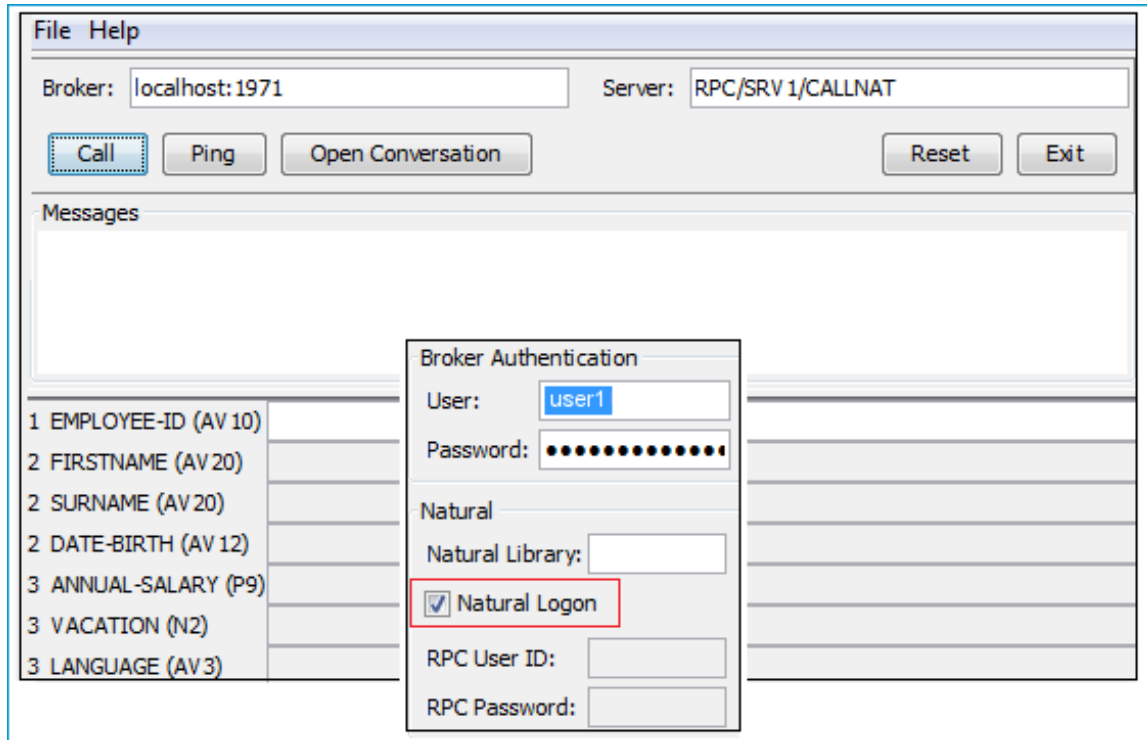 File Help
Broker: localhost:1971 Server: RPC/SRV1/CALLNAT
Call Ping Open Conversation Reset Exit
Messages
Broker Authentication
User: user1
Password: •••••••••••••
Natural
Natural Library:
Natural Logon
RPC User ID:
RPC Password:
1 EMPLOYEE-ID (AV10)
2 FIRSTNAME (AV20)
2 SURNAME (AV20)
2 DATE-BIRTH (AV12)
3 ANNUAL-SALARY (P9)
3 VACATION (N2)
3 LANGUAGE (AV3)